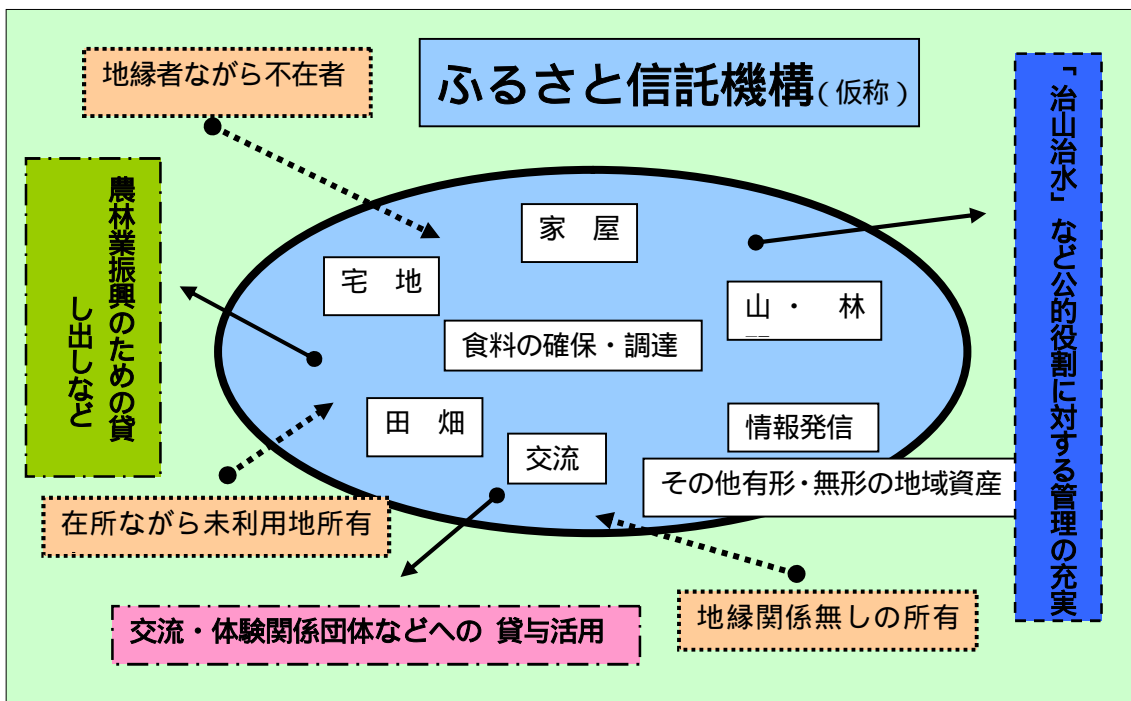 地縁者ながら不在者
ふるさと信託機構(仮称)
「治山治水」など公的役割に対する管理の充実
農林業振興のための貸
し出しなど
家 屋
宅 地
山 ・ 林
食料の確保・調達
田 畑
情報発信
交流
その他有形・無形の地域資産
在所ながら未利用地所有
地縁関係無しの所有
交流・体験関係団体などへの 貸与活用